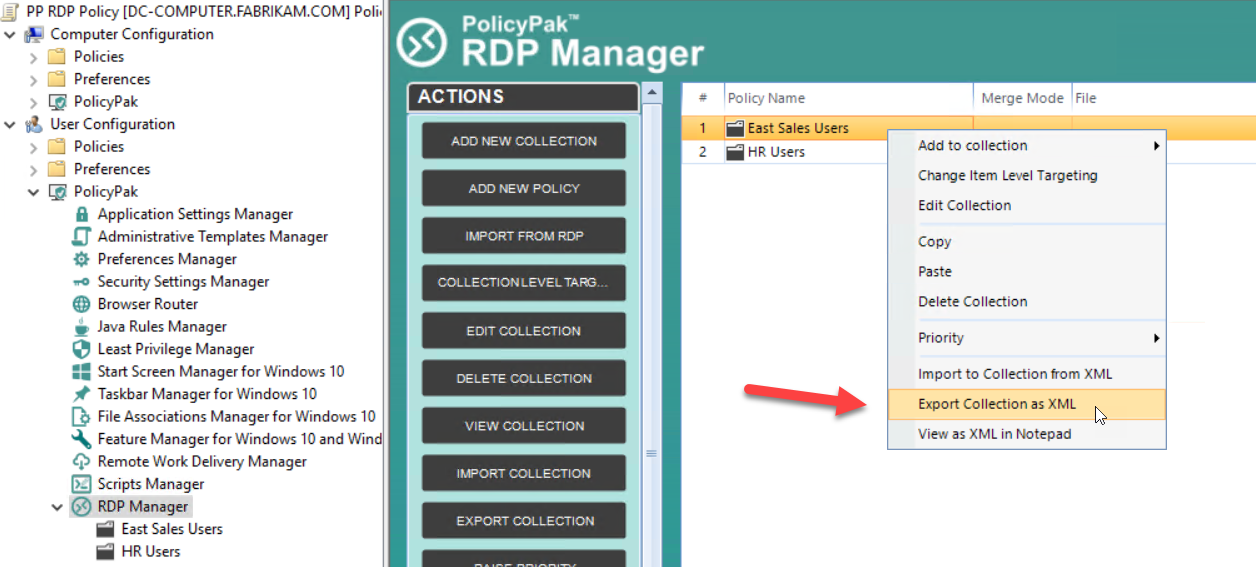 PP RDP Policy [DC-COMPUTER.FABRIKAM.COM] Poli
Computer Configuration
Policies
Preferences
PolicyPak
User Configuration
Policies
Preferences
PolicyPak
Application Settings Manager
Administrative Templates Manager
Preferences Manager
Security Settings Manager
Browser Router
Java Rules Manager
Least Privilege Manager
Start Screen Manager for Windows 10
Taskbar Manager for Windows 10
File Associations Manager for Windows 10
Feature Manager for Windows 10 and Wind
Remote Work Delivery Manager
Scripts Manager
RDP Manager
East Sales Users
HR Users
PolicyPak™
RDP Manager
ACTIONS
ADD NEW COLLECTION
ADD NEW POLICY
IMPORT FROM RDP
COLLECTION LEVEL TARG...
EDIT COLLECTION
DELETE COLLECTION
VIEW COLLECTION
IMPORT COLLECTION
EXPORT COLLECTION
RAISE PRIORITY
# Policy Name Merge Mode File
1 East Sales Users
2 HR Users
Add to collection
Change Item Level Targeting
Edit Collection
Copy
Paste
Delete Collection
Priority
Import to Collection from XML
Export Collection as XML
View as XML in Notepad